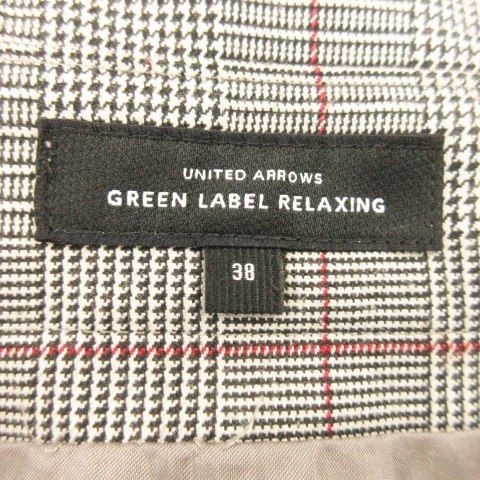 UNITED ARROWS
GREEN LABEL RELAXING
38